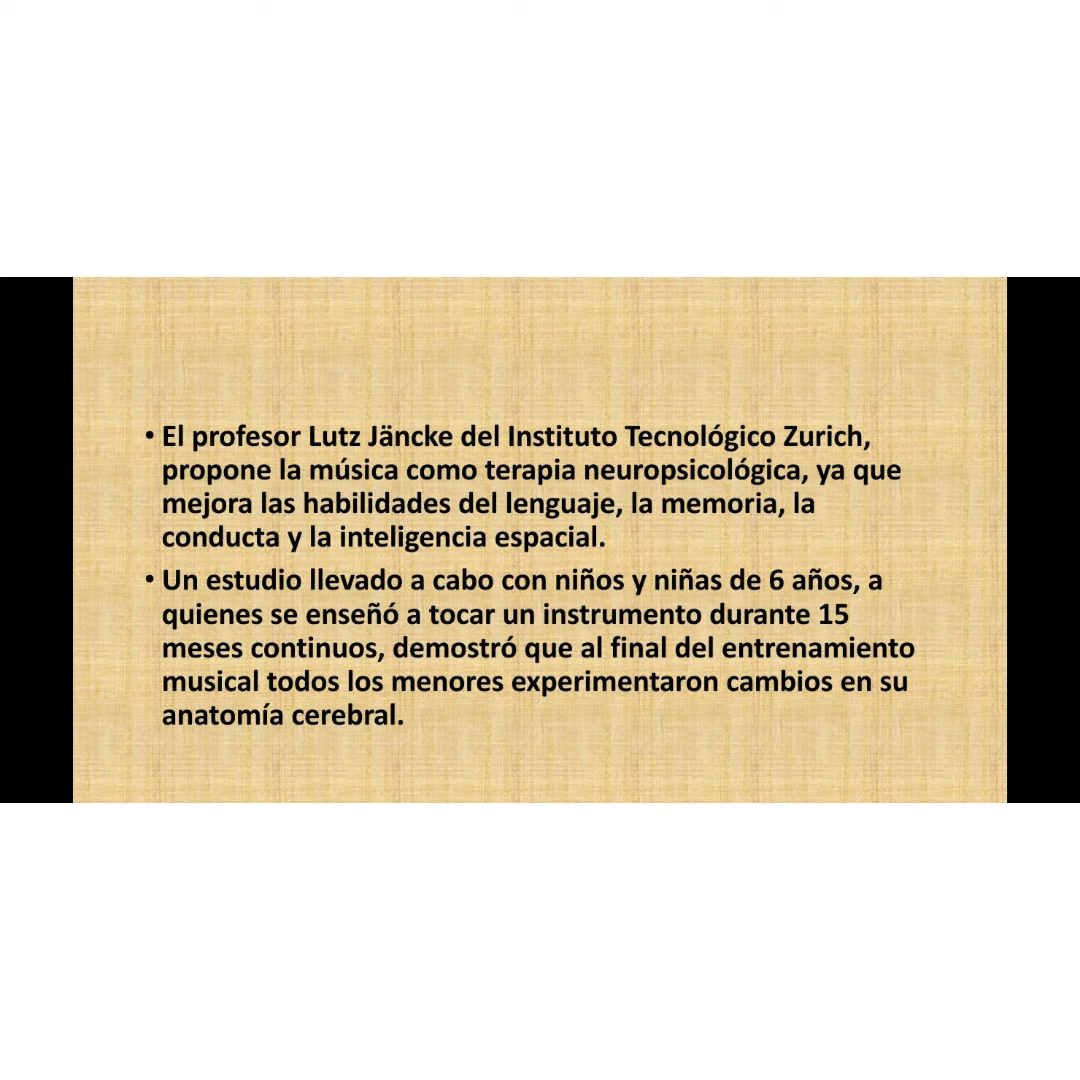 • El profesor Lutz Jäncke del Instituto Tecnológico Zurich,
propone la música como terapia neuropsicológica, ya que
mejora las habilidades del lenguaje, la memoria, la
conducta y la inteligencia espacial.
• Un estudio llevado a cabo con niños y niñas de 6 años, a
quienes se enseñó a tocar un instrumento durante 15
meses continuos, demostró que al final del entrenamiento
musical todos los menores experimentaron cambios en su
anatomía cerebral.